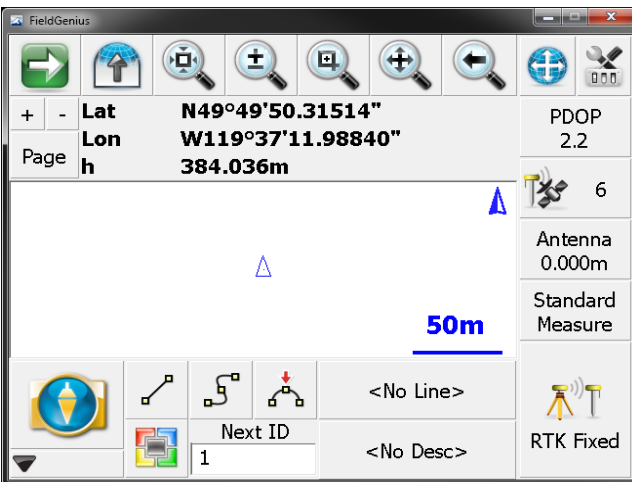 FieldGenius
+ - Lat N49°49'50.31514"
Lon W119°37'11.98840"
Page
h 384.036m
PDOP
2.2
6
Antenna
0.000m
Standard
Measure
50m
<No Line>
Next ID
1
<No Desc>
RTK Fixed